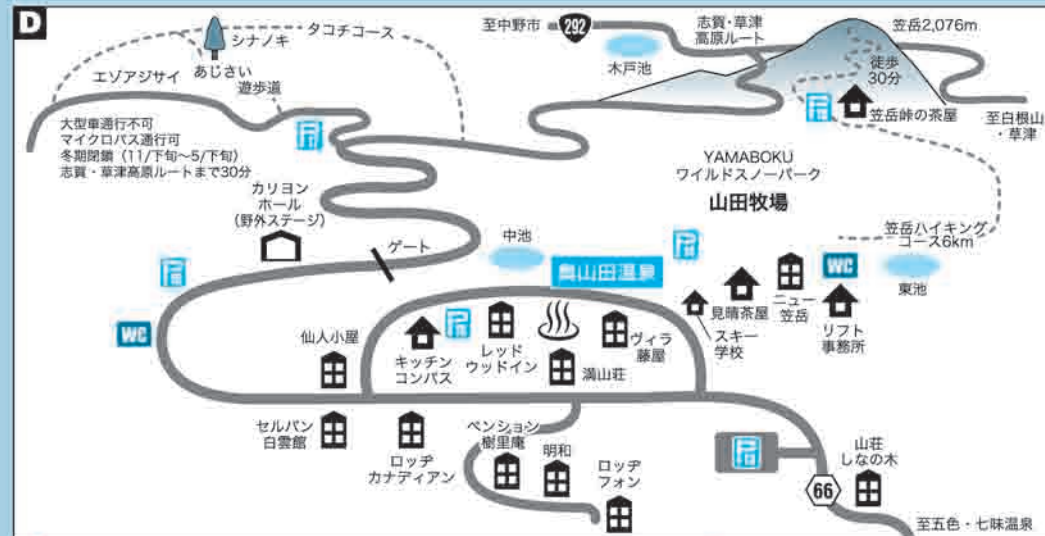 D
シナノキ
タコチコース
あじさい
遊歩道
エゾアジサイ
至中野市
292
志賀・草津
高原ルート
笠岳2,076m
木戸池
徒歩
30分
笠岳峠の茶屋
至白根山
・草津
大型車通行不可
マイクロバス通行可
冬期閉鎖（11/下旬〜5/下旬）
志賀・草津高原ルートまで30分
P
P
YAMABOKU
ワイルドスノーパーク
山田牧場
カリヨン
ホール
（野外ステージ）
ゲート
中池
奥山田温泉
P
P
笠岳ハイキング
コース6km
WC
東池
WC
仙人小屋
キッチン
コンパス
P
レッド
ウッドイン
満山荘
ヴィラ
藤屋
スキー
学校
見晴茶屋
ニュー
笠岳
リフト
事務所
セルバン
白雲館
ロッヂ
カナディアン
ペンション
樹里庵
明和
ロッヂ
フォン
P
66
山荘
しなの木
至五色・七味温泉